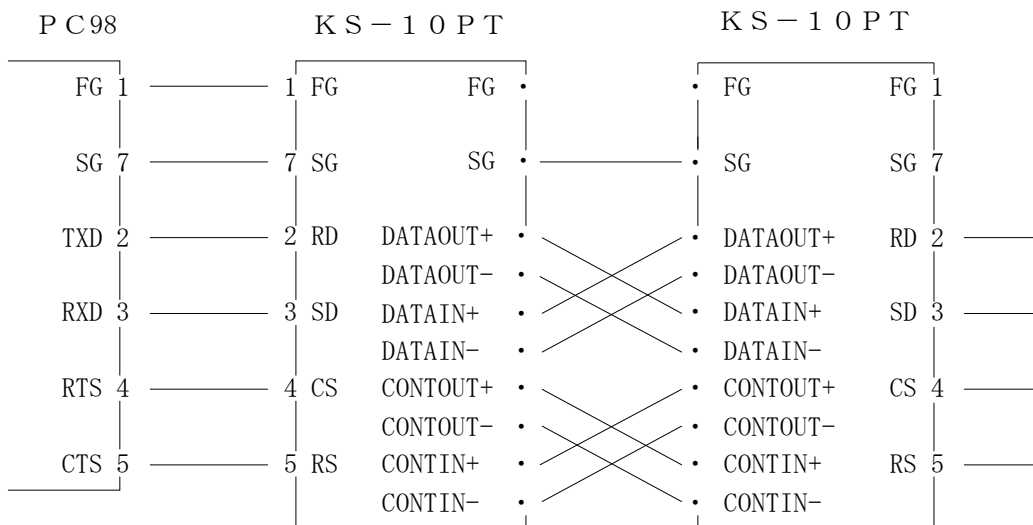 PC98 KS-10PT KS-10PT
FG 1 1 FG FG FG FG 1
SG 7 7 SG SG SG SG 7
TXD 2 2 RD DATAOUT+ DATAOUT+ RD 2
DATAOUT- DATAOUT-
RXD 3 3 SD DATAIN+ DATAIN+ SD 3
DATAIN- DATAIN-
RTS 4 4 CS CONTOUT+ CONTOUT+ CS 4
CONTOUT- CONTOUT-
CTS 5 5 RS CONTIN+ CONTIN+ RS 5
CONTIN- CONTIN-